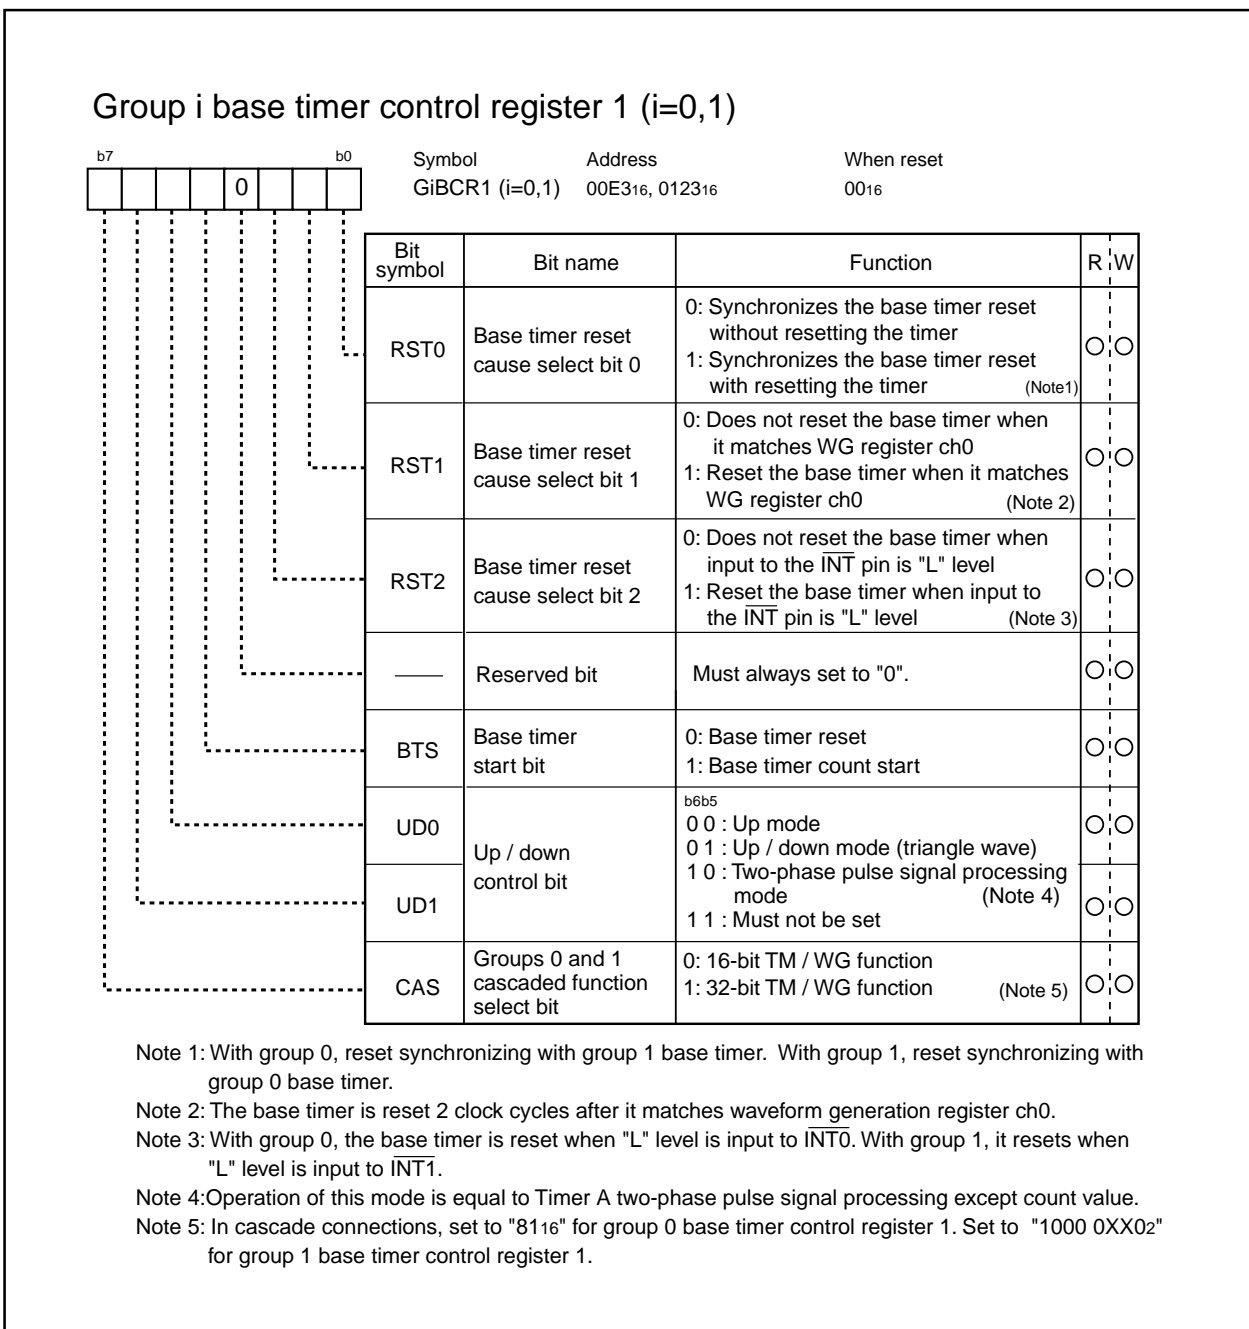 Group i base timer control register 1 (i=0,1)
b7 b0 Symbol Address When reset
0 GiBCR1 (i=0,1) 00E316, 012316 0016
Bit symbol Bit name Function R W
RST0 Base timer reset cause select bit 0
0: Synchronizes the base timer reset
without resetting the timer
1: Synchronizes the base timer reset
with resetting the timer (Note1)
RST1 Base timer reset cause select bit 1
0: Does not reset the base timer when
it matches WG register ch0
1: Reset the base timer when it matches
WG register ch0 (Note 2)
RST2 Base timer reset cause select bit 2
0: Does not reset the base timer when
input to the INT pin is "L" level
1: Reset the base timer when input to
the INT pin is "L" level (Note 3)
Reserved bit Must always set to "0".
BTS Base timer start bit
0: Base timer reset
1: Base timer count start
UD0
UD1
Up / down
control bit
b6b5
0 0 : Up mode
0 1 : Up / down mode (triangle wave)
1 0 : Two-phase pulse signal processing
mode (Note 4)
1 1 : Must not be set
CAS Groups 0 and 1 cascaded function select bit
0: 16-bit TM / WG function
1: 32-bit TM / WG function (Note 5)
Note 1: With group 0, reset synchronizing with group 1 base timer. With group 1, reset synchronizing with
group 0 base timer.
Note 2: The base timer is reset 2 clock cycles after it matches waveform generation register ch0.
Note 3: With group 0, the base timer is reset when "L" level is input to INT0. With group 1, it resets when
"L" level is input to INT1.
Note 4:Operation of this mode is equal to Timer A two-phase pulse signal processing except count value.
Note 5: In cascade connections, set to "8116" for group 0 base timer control register 1. Set to "1000 0XX02"
for group 1 base timer control register 1.